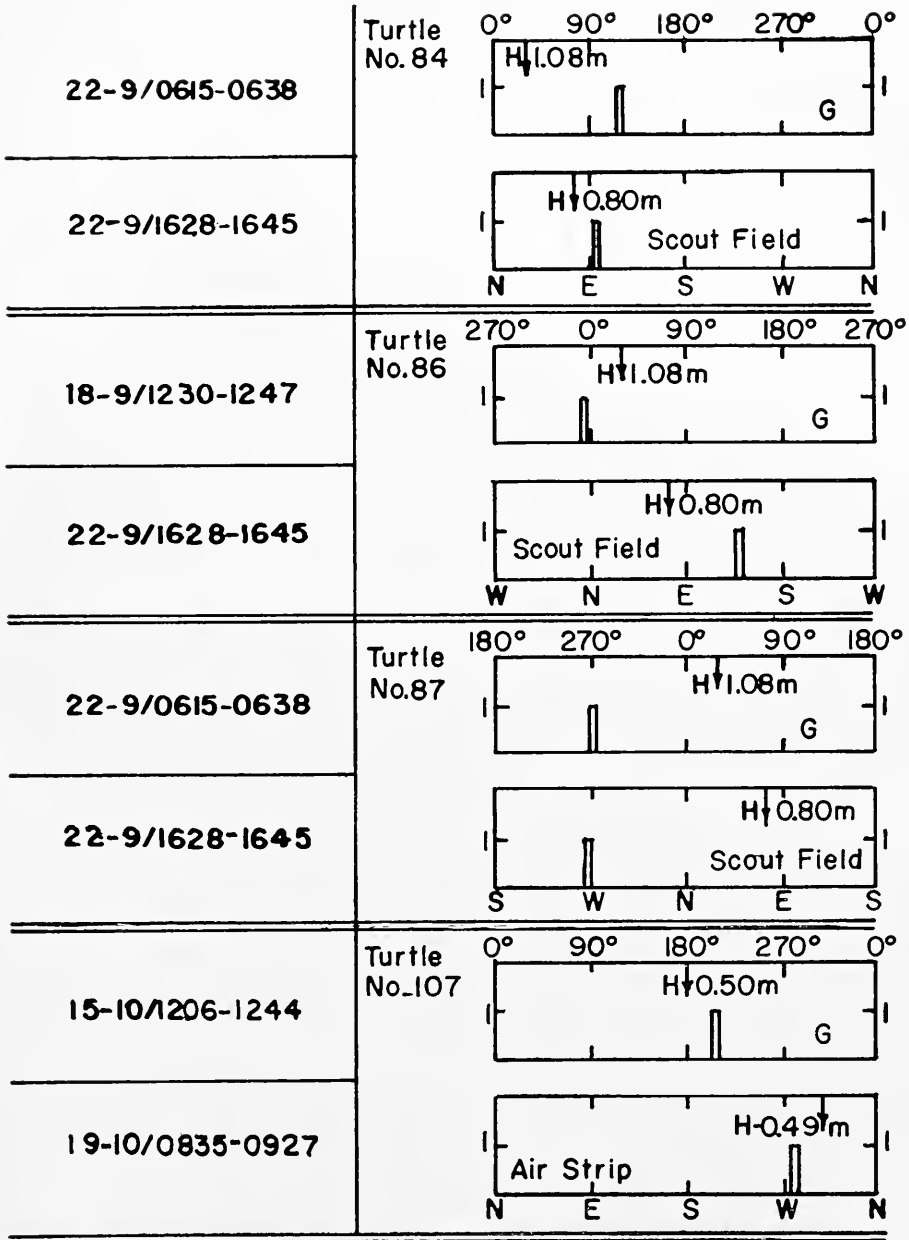 Turtle No. 84
0° 90° 180° 270° 0°
22-9/0615-0638
H 1.08m
1 1
G
22-9/1628-1645
H 0.80m
1 1
Scout Field
N E S W N
Turtle No. 86
270° 0° 90° 180° 270°
18-9/1230-1247
H 1.08m
1 1
G
22-9/1628-1645
H 0.80m
1 1
Scout Field
W N E S W
Turtle No. 87
180° 270° 0° 90° 180°
22-9/0615-0638
H 1.08m
1 1
G
22-9/1628-1645
H 0.80m
1 1
Scout Field
S W N E S
Turtle No. 107
0° 90° 180° 270° 0°
15-10/1206-1244
H 0.50m
1 1
G
19-10/0835-0927
H-0.49m
1 1
Air Strip
N E S W N